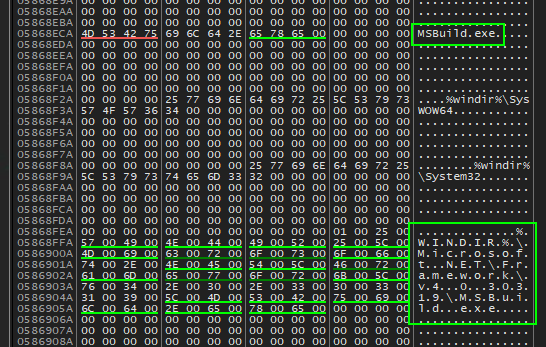 05868E9A 00 00 00 00 00 00 00 00 00 00 00 00 00 00 00 00 ................
05868EAA 00 00 00 00 00 00 00 00 00 00 00 00 00 00 00 00 ................
05868EBA 00 00 00 00 00 00 00 00 00 00 00 00 00 00 00 00 ................
05868ECA 4D 53 42 75 69 6C 64 2E 65 78 65 00 00 00 00 00 MSBuild.exe.....
05868EDA 00 00 00 00 00 00 00 00 00 00 00 00 00 00 00 00 ................
05868EEA 00 00 00 00 00 00 00 00 00 00 00 00 00 00 00 00 ................
05868EFA 00 00 00 00 00 00 00 00 00 00 00 00 00 00 00 00 ................
05868F0A 00 00 00 00 00 00 00 00 00 00 00 00 00 00 00 00 ................
05868F1A 00 00 00 00 00 00 00 00 00 00 00 00 00 00 00 00 ................
05868F2A 00 00 00 00 25 77 69 6E 64 69 72 25 5C 53 79 73 ....%windir%\Sys
05868F3A 57 4F 57 36 34 00 00 00 00 00 00 00 00 00 00 00 WOW64...........
05868F4A 00 00 00 00 00 00 00 00 00 00 00 00 00 00 00 00 ................
05868F5A 00 00 00 00 00 00 00 00 00 00 00 00 00 00 00 00 ................
05868F6A 00 00 00 00 00 00 00 00 00 00 00 00 00 00 00 00 ................
05868F7A 00 00 00 00 00 00 00 00 00 00 00 00 00 00 00 00 ................
05868F8A 00 00 00 00 00 00 00 00 25 77 69 6E 64 69 72 25 ........%windir%
05868F9A 5C 53 79 73 74 65 6D 33 32 00 00 00 00 00 00 00 \System32.......
05868FAA 00 00 00 00 00 00 00 00 00 00 00 00 00 00 00 00 ................
05868FBA 00 00 00 00 00 00 00 00 00 00 00 00 00 00 00 00 ................
05868FCA 00 00 00 00 00 00 00 00 00 00 00 00 00 00 00 00 ................
05868FDA 00 00 00 00 00 00 00 00 00 00 00 00 00 00 00 00 ................
05868FEA 00 00 00 00 00 00 00 00 00 00 00 00 01 00 25 00 ..............%.
05868FFA 57 00 49 00 4E 00 44 00 49 00 52 00 25 00 5C 00 W.I.N.D.I.R.%.\.
0586900A 4D 00 69 00 63 00 72 00 6F 00 73 00 6F 00 66 00 M.i.c.r.o.s.o.f.
0586901A 74 00 2E 00 4E 00 45 00 54 00 5C 00 46 00 72 00 t...N.E.T.\.F.r.
0586902A 61 00 6D 00 65 00 77 00 6F 00 72 00 6B 00 5C 00 a.m.e.w.o.r.k.\.
0586903A 76 00 34 00 2E 00 30 00 2E 00 33 00 30 00 33 00 v.4...0...3.0.3.
0586904A 31 00 39 00 5C 00 4D 00 53 00 42 00 75 00 69 00 1.9.\.M.S.B.u.i.
0586905A 6C 00 64 00 2E 00 65 00 78 00 65 00 00 00 00 00 l.d...e.x.e.....
0586906A 00 00 00 00 00 00 00 00 00 00 00 00 00 00 00 00 ................
0586907A 00 00 00 00 00 00 00 00 00 00 00 00 00 00 00 00 ................
0586908A 00 00 00 00 00 00 00 00 00 00 00 00 00 00 00 00 ................